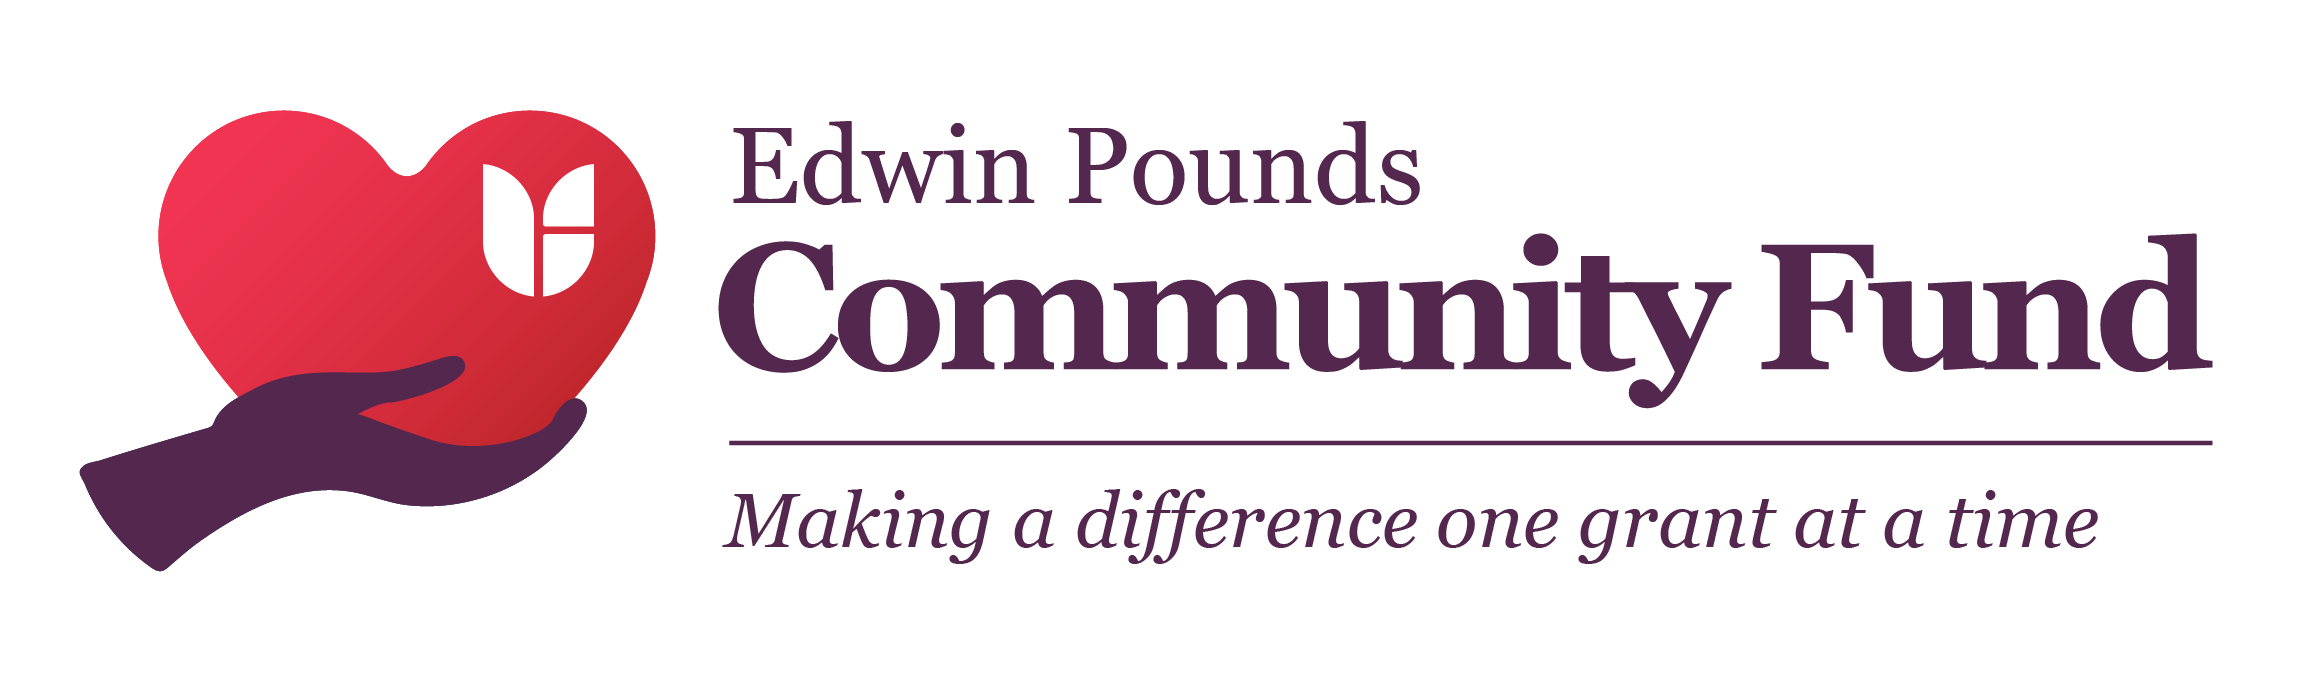 Edwin Pounds
Community Fund
Making a difference one grant at a time